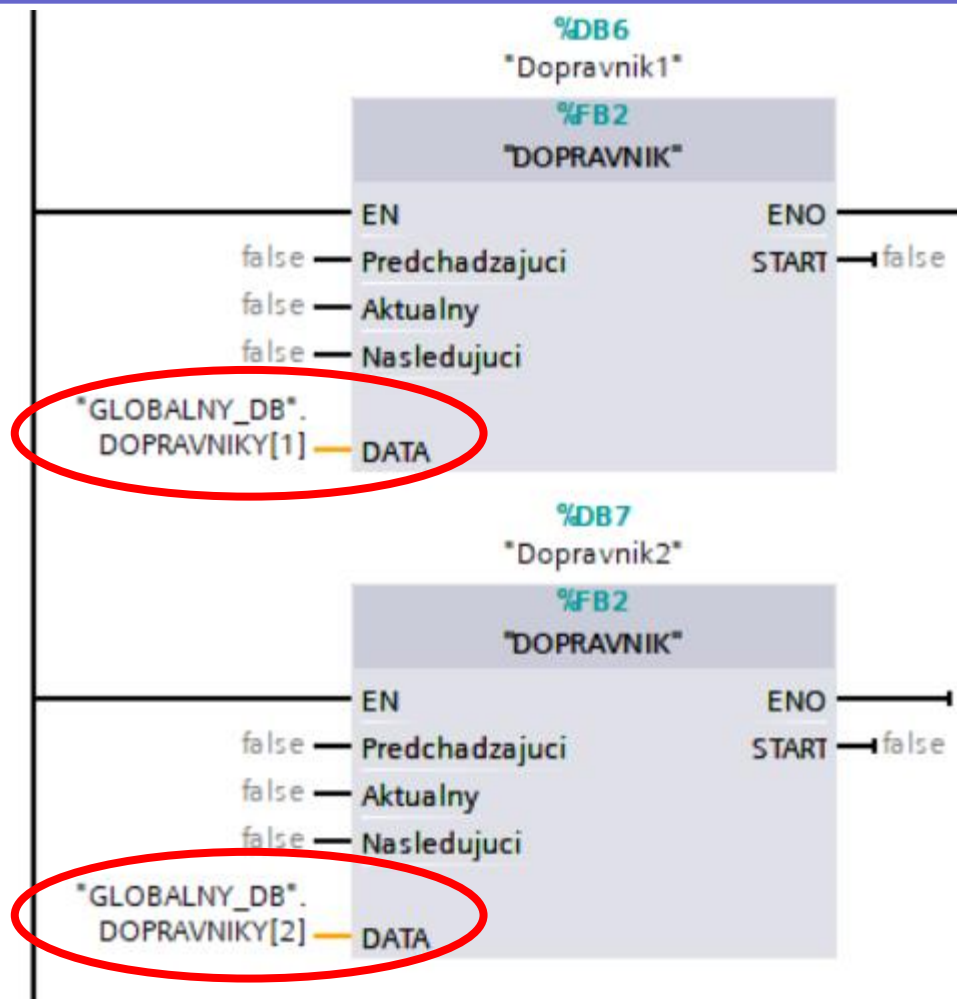 %DB6
"Dopravnik1"
%FB2
"DOPRAVNIK"
EN ENO
false Predchadzajuci START false
false Aktualny
false Nasledujuci
"GLOBALNY_DB".
DOPRAVNIKY[1] DATA
%DB7
"Dopravnik2"
%FB2
"DOPRAVNIK"
EN ENO
false Predchadzajuci START false
false Aktualny
false Nasledujuci
"GLOBALNY_DB".
DOPRAVNIKY[2] DATA